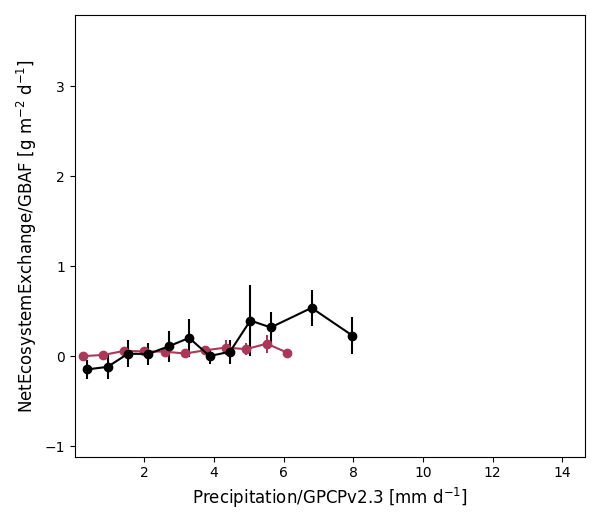 NetEcosystemExchange/GBAF [g m⁻² d⁻¹]
3
2
1
0
−1
2 4 6 8 10 12 14
Precipitation/GPCPv2.3 [mm d⁻¹]